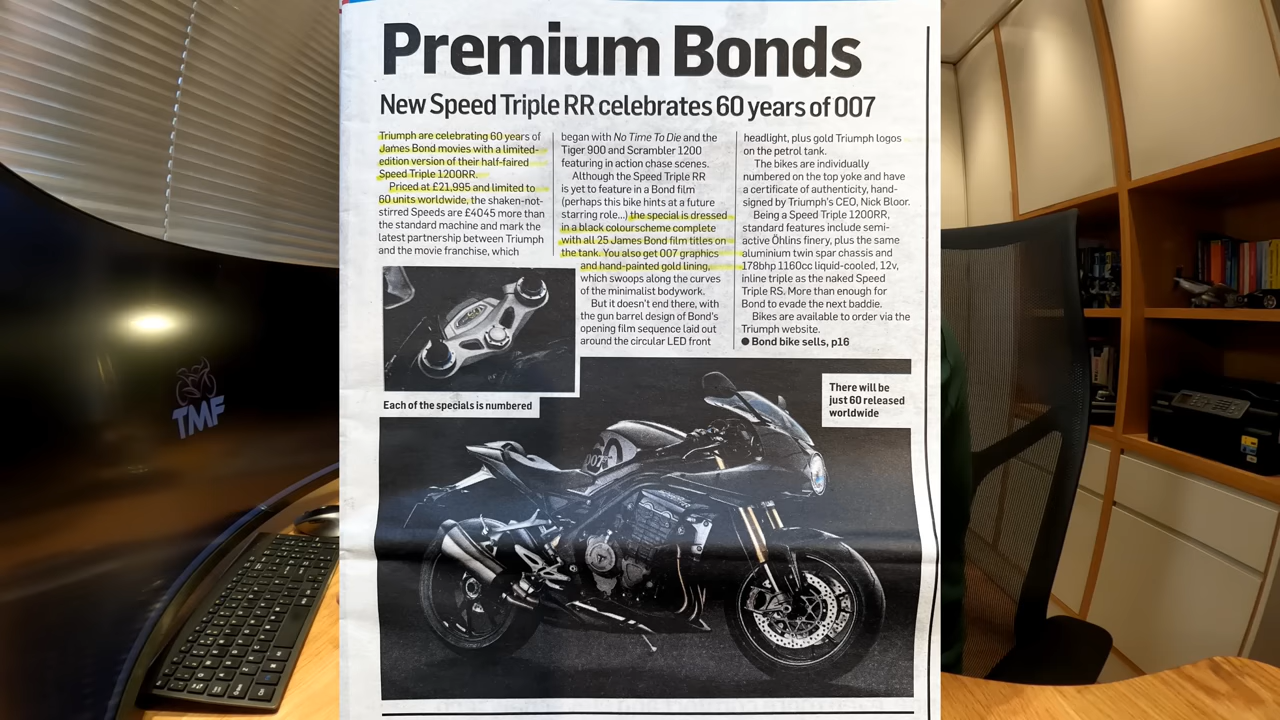 Premium Bonds
New Speed Triple RR celebrates 60 years of 007
Triumph are celebrating 60 years of
James Bond movies with a limited-
edition version of their half-faired
Speed Triple 1200RR.
Priced at £21,995 and limited to
60 units worldwide, the shaken-not-
stirred Speeds are £4045 more than
the standard machine and mark the
latest partnership between Triumph
and the movie franchise, which
began with No Time To Die and the
Tiger 900 and Scrambler 1200
featuring in action chase scenes.
Although the Speed Triple RR
is yet to feature in a Bond film
(perhaps this bike hints at a future
starring role...) the special is dressed
in a black colourscheme complete
with all 25 James Bond film titles on
the tank. You also get 007 graphics
and hand-painted gold lining,
which swoops along the curves
of the minimalist bodywork.
But it doesn't end there, with
the gun barrel design of Bond's
opening film sequence laid out
around the circular LED front
headlight, plus gold Triumph logos
on the petrol tank.
The bikes are individually
numbered on the top yoke and have
a certificate of authenticity, hand-
signed by Triumph's CEO, Nick Bloor.
Being a Speed Triple 1200RR,
standard features include semi-
active Öhlins finery, plus the same
aluminium twin spar chassis and
178bhp 1160cc liquid-cooled, 12v,
inline triple as the naked Speed
Triple RS. More than enough for
Bond to evade the next baddie.
Bikes are available to order via the
Triumph website.
● Bond bike sells, p16
Each of the specials is numbered
There will be
just 60 released
worldwide
007
TMF